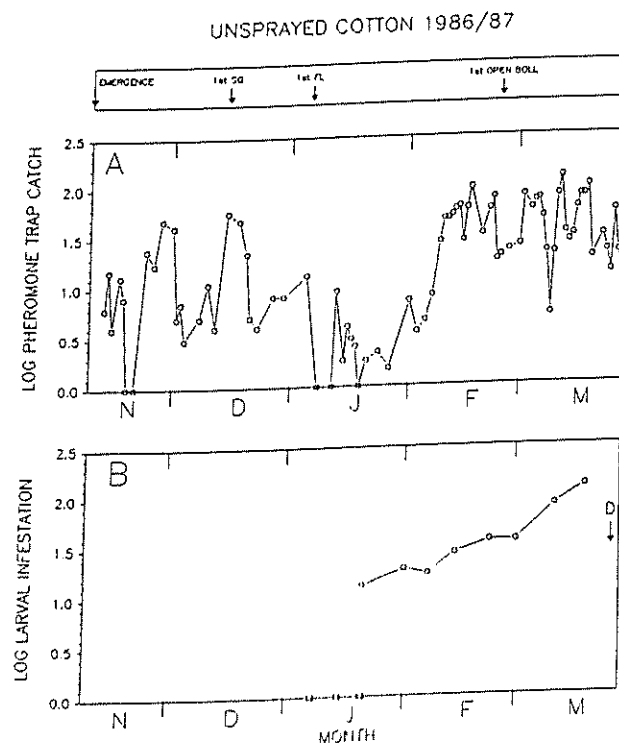 UNSPRAYED COTTON 1986/87
EMERGENCE 1st SQ 1st FL 1st OPEN BOLL
A
LOG PHEROMONE TRAP CATCH
2.5
2.0
1.5
1.0
0.5
0.0
N D J F M
B
LOG LARVAL INFESTATION
2.5
2.0
1.5
1.0
0.5
0.0
D
N D J F M
MONTH